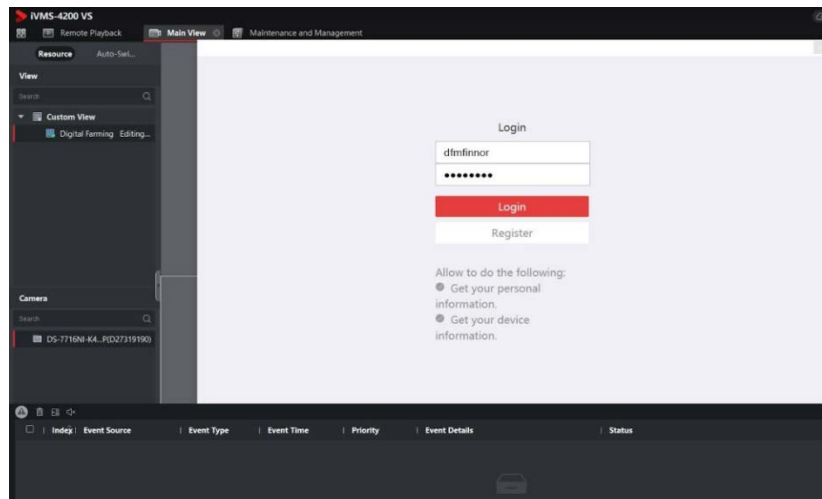 iVMS-4200 VS
Remote Playback
Main View
Maintenance and Management
Resource
Auto-Swi...
View
Search
Custom View
Digital Farming Editing...
Login
dfmfinnor
Login
Register
Allow to do the following:
Get your personal
information.
Get your device
information.
Camera
Search
DS-7716NI-K4...P(D27319190)
Index Event Source Event Type Event Time Priority Event Details Status